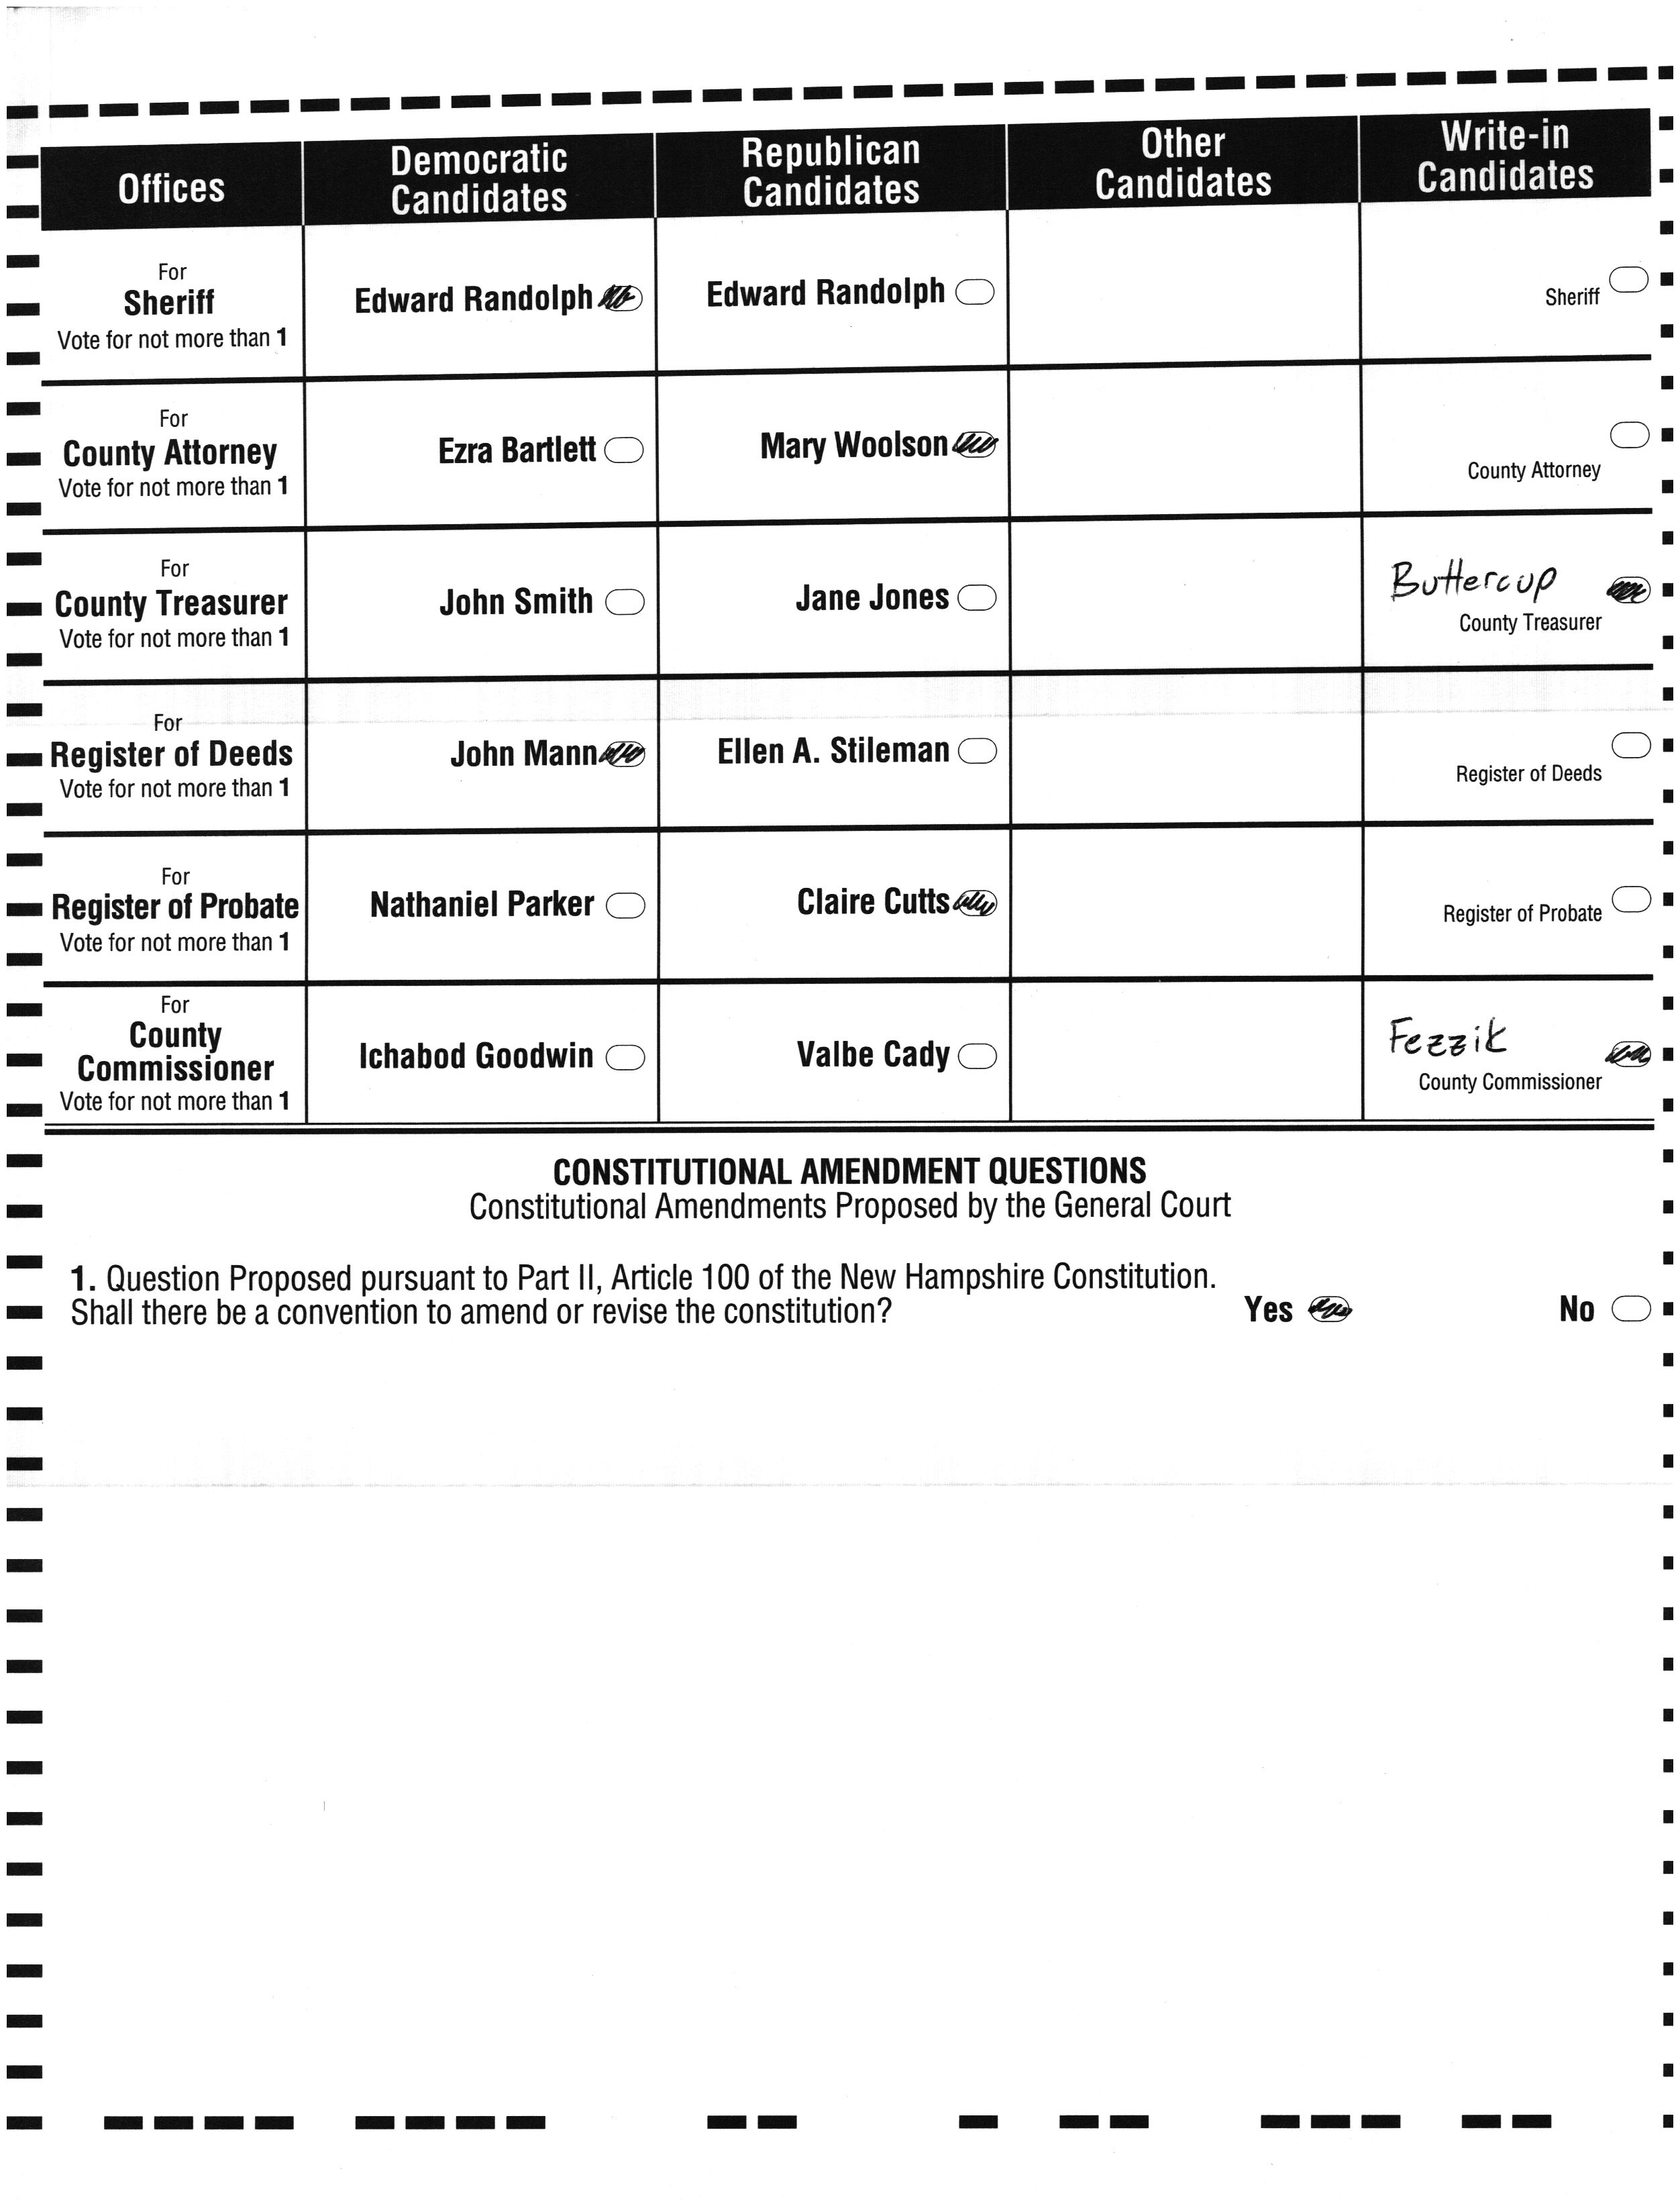 Offices
Democratic
Candidates
Republican
Candidates
Other
Candidates
Write-in
Candidates
For
Sheriff
Vote for not more than 1
Edward Randolph
Edward Randolph
Sheriff
For
County Attorney
Vote for not more than 1
Ezra Bartlett
Mary Woolson
County Attorney
For
County Treasurer
Vote for not more than 1
John Smith
Jane Jones
Buttercup
County Treasurer
For
Register of Deeds
Vote for not more than 1
John Mann
Ellen A. Stileman
Register of Deeds
For
Register of Probate
Vote for not more than 1
Nathaniel Parker
Claire Cutts
Register of Probate
For
County
Commissioner
Vote for not more than 1
Ichabod Goodwin
Valbe Cady
Fezzik
County Commissioner
CONSTITUTIONAL AMENDMENT QUESTIONS
Constitutional Amendments Proposed by the General Court
1. Question Proposed pursuant to Part II, Article 100 of the New Hampshire Constitution.
Shall there be a convention to amend or revise the constitution?
Yes
No